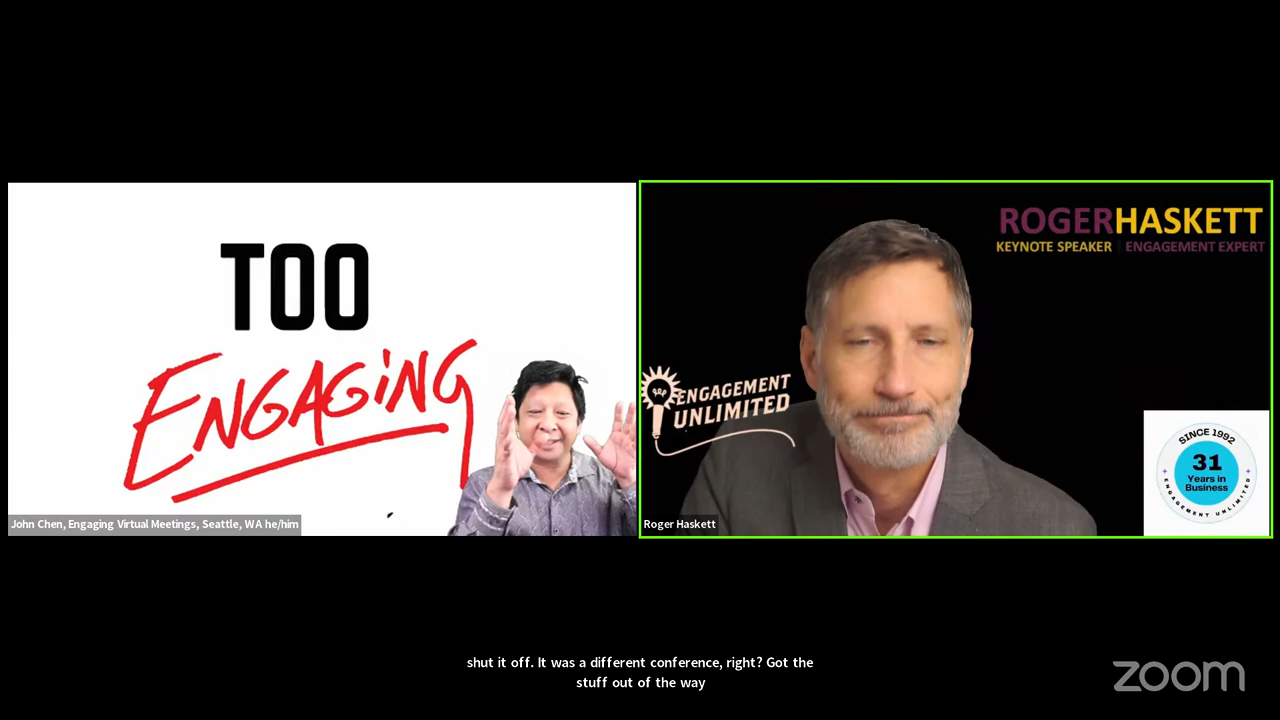 TOO
ENGAGiNG
John Chen, Engaging Virtual Meetings, Seattle, WA he/him
ROGERHASKETT
KEYNOTE SPEAKER | ENGAGEMENT EXPERT
ENGAGEMENT
UNLIMITED
SINCE 1992
31
Years in
Business
ENGAGEMENT UNLIMITED
Roger Haskett
shut it off. It was a different conference, right? Got the
stuff out of the way
zoom